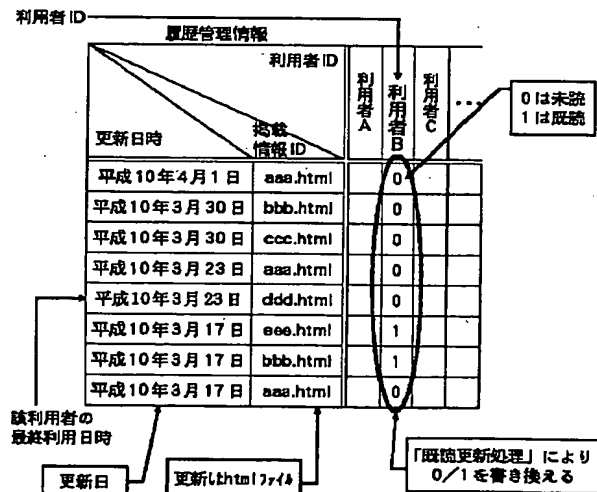 利用者ID
履歴管理情報
利用者ID
更新日時
掲載
情報ID
利用者A
利用者B
利用者C
‥‥
0は未読
1は既読
平成10年4月1日 aaa.html 0
平成10年3月30日 bbb.html 0
平成10年3月30日 ccc.html 0
平成10年3月23日 aaa.html 0
平成10年3月23日 ddd.html 0
平成10年3月17日 eee.html 1
平成10年3月17日 bbb.html 1
平成10年3月17日 aaa.html 0
該利用者の
最終利用日時
更新日
更新したhtmlファイル
「既読更新処理」により
0/1を書き換える